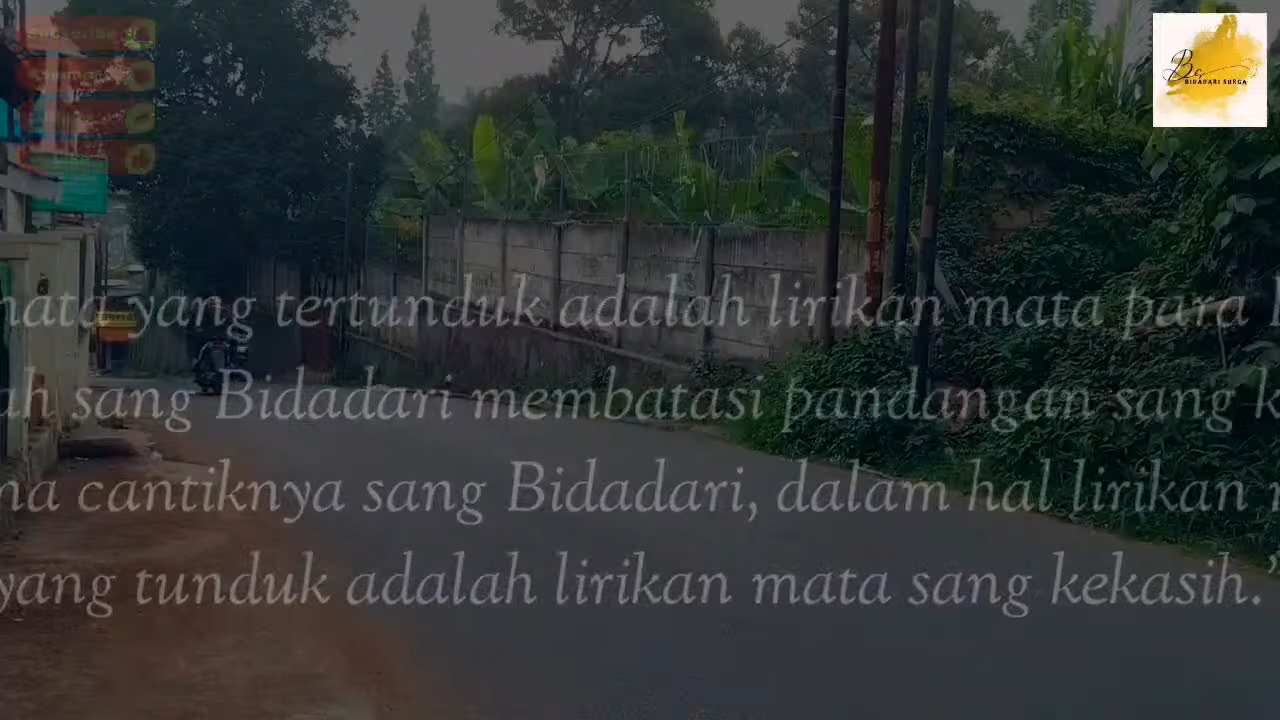 Bs
BIDADARI SURGA
mata yang tertunduk adalah lirikan mata para
sang Bidadari membatasi pandangan sang
cantiknya sang Bidadari, dalam hal lirikan
yang tunduk adalah lirikan mata sang kekasih."